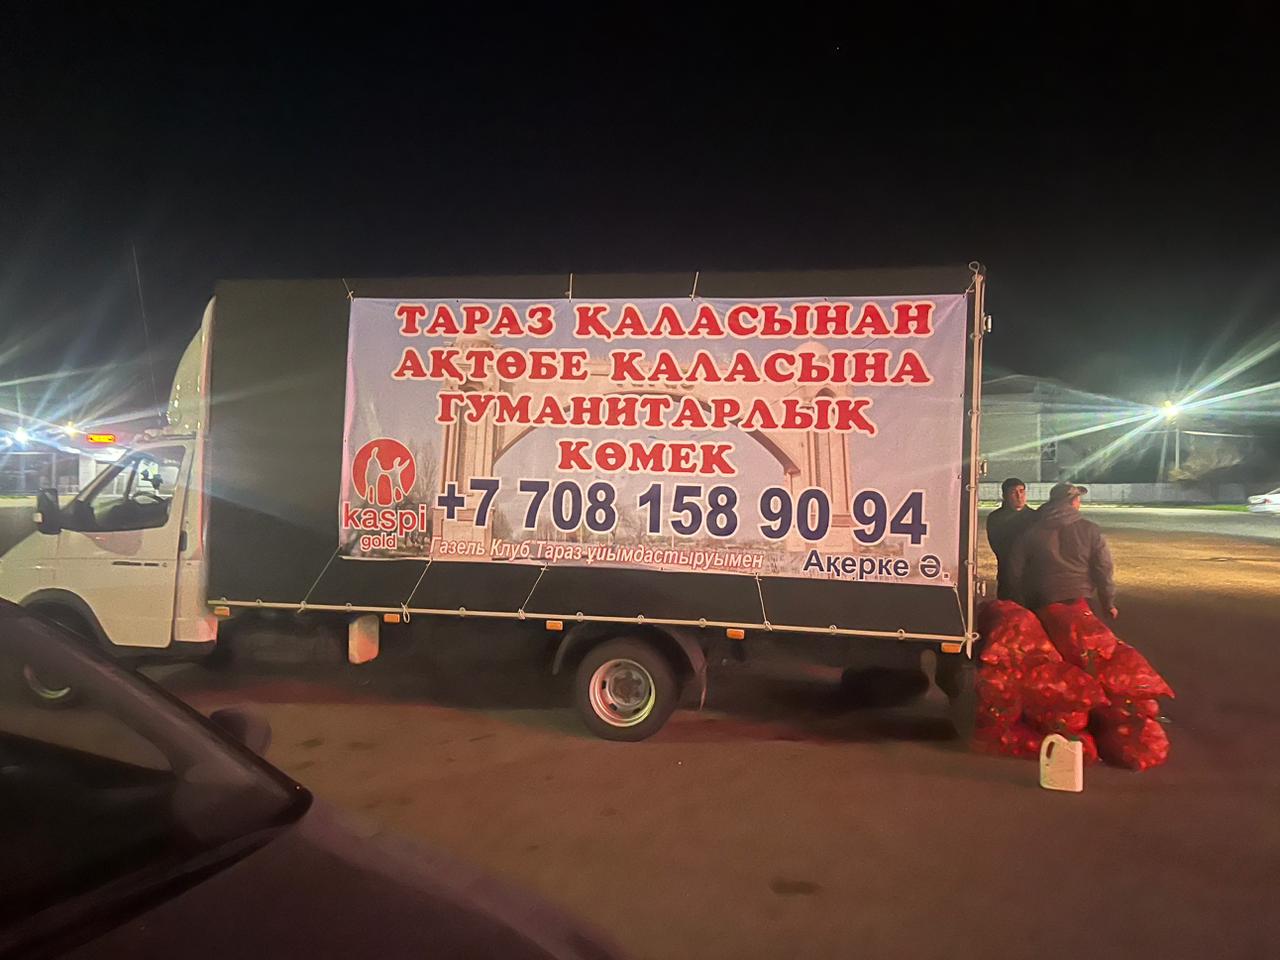 ТАРАЗ ҚАЛАСЫНАН
АҚТӨБЕ ҚАЛАСЫНА
ГУМАНИТАРЛЫҚ
КӨМЕК
kaspi
gold
+7 708 158 90 94
Газель Клуб Тараз ұйымдастыруымен
Ақерке Ә.